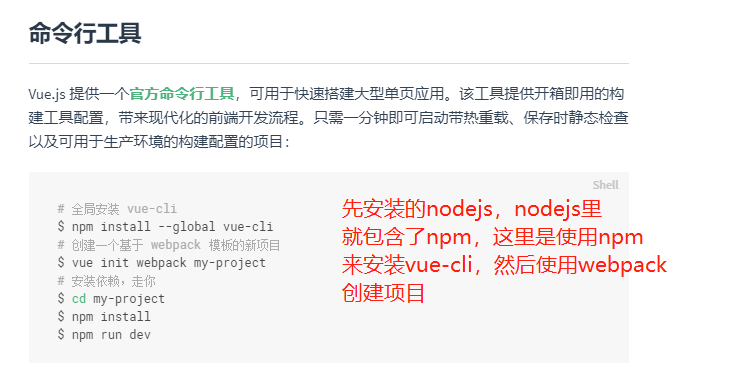 命令行工具
Vue.js 提供一个官方命令行工具，可用于快速搭建大型单页应用。该工具提供开箱即用的构
建工具配置，带来现代化的前端开发流程。只需一分钟即可启动带热重载、保存时静态检查
以及可用于生产环境的构建配置的项目：
Shell
# 全局安装 vue-cli
$ npm install --global vue-cli
# 创建一个基于 webpack 模板的新项目
$ vue init webpack my-project
# 安装依赖，走你
$ cd my-project
$ npm install
$ npm run dev
先安装的nodejs，nodejs里
就包含了npm，这里是使用npm
来安装vue-cli，然后使用webpack
创建项目